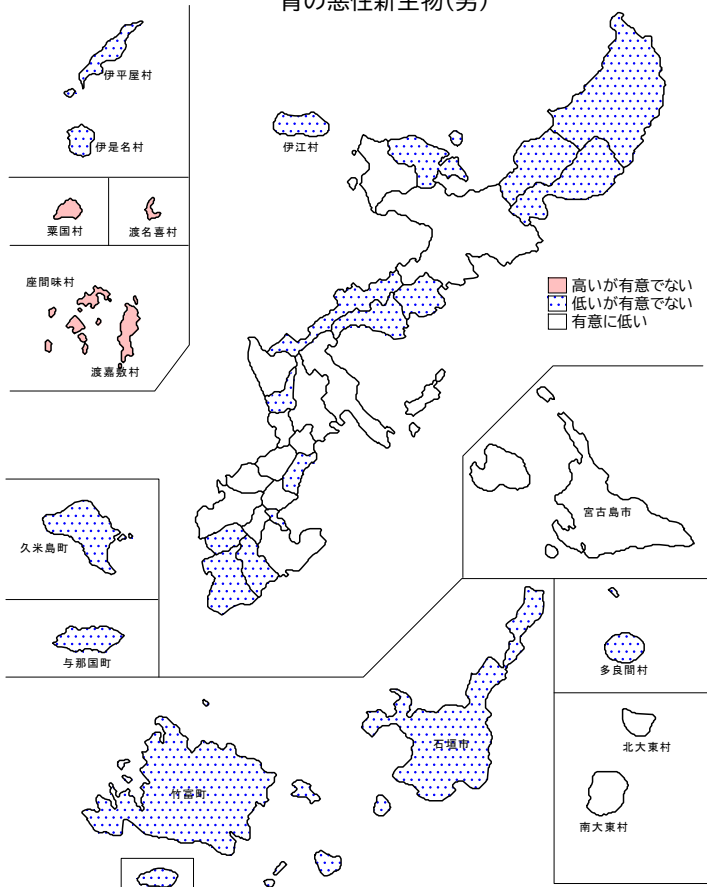 胃の悪性新生物(男)
伊平屋村
伊是名村
伊江村
粟国村
渡名喜村
座間味村
渡嘉敷村
高いが有意でない
低いが有意でない
有意に低い
宮古島市
久米島町
与那国町
多良間村
石垣市
北大東村
竹富町
南大東村